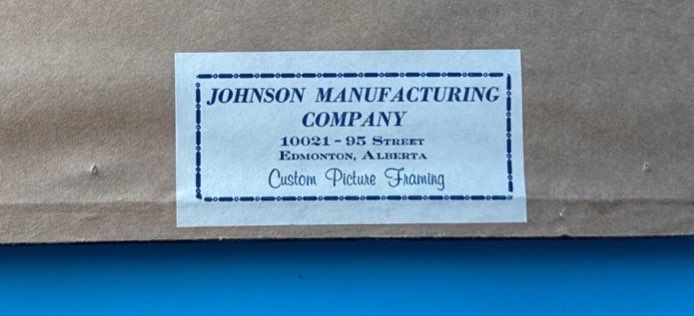 JOHNSON MANUFACTURING
COMPANY
10021 - 95 STREET
EDMONTON, ALBERTA
Custom Picture Framing